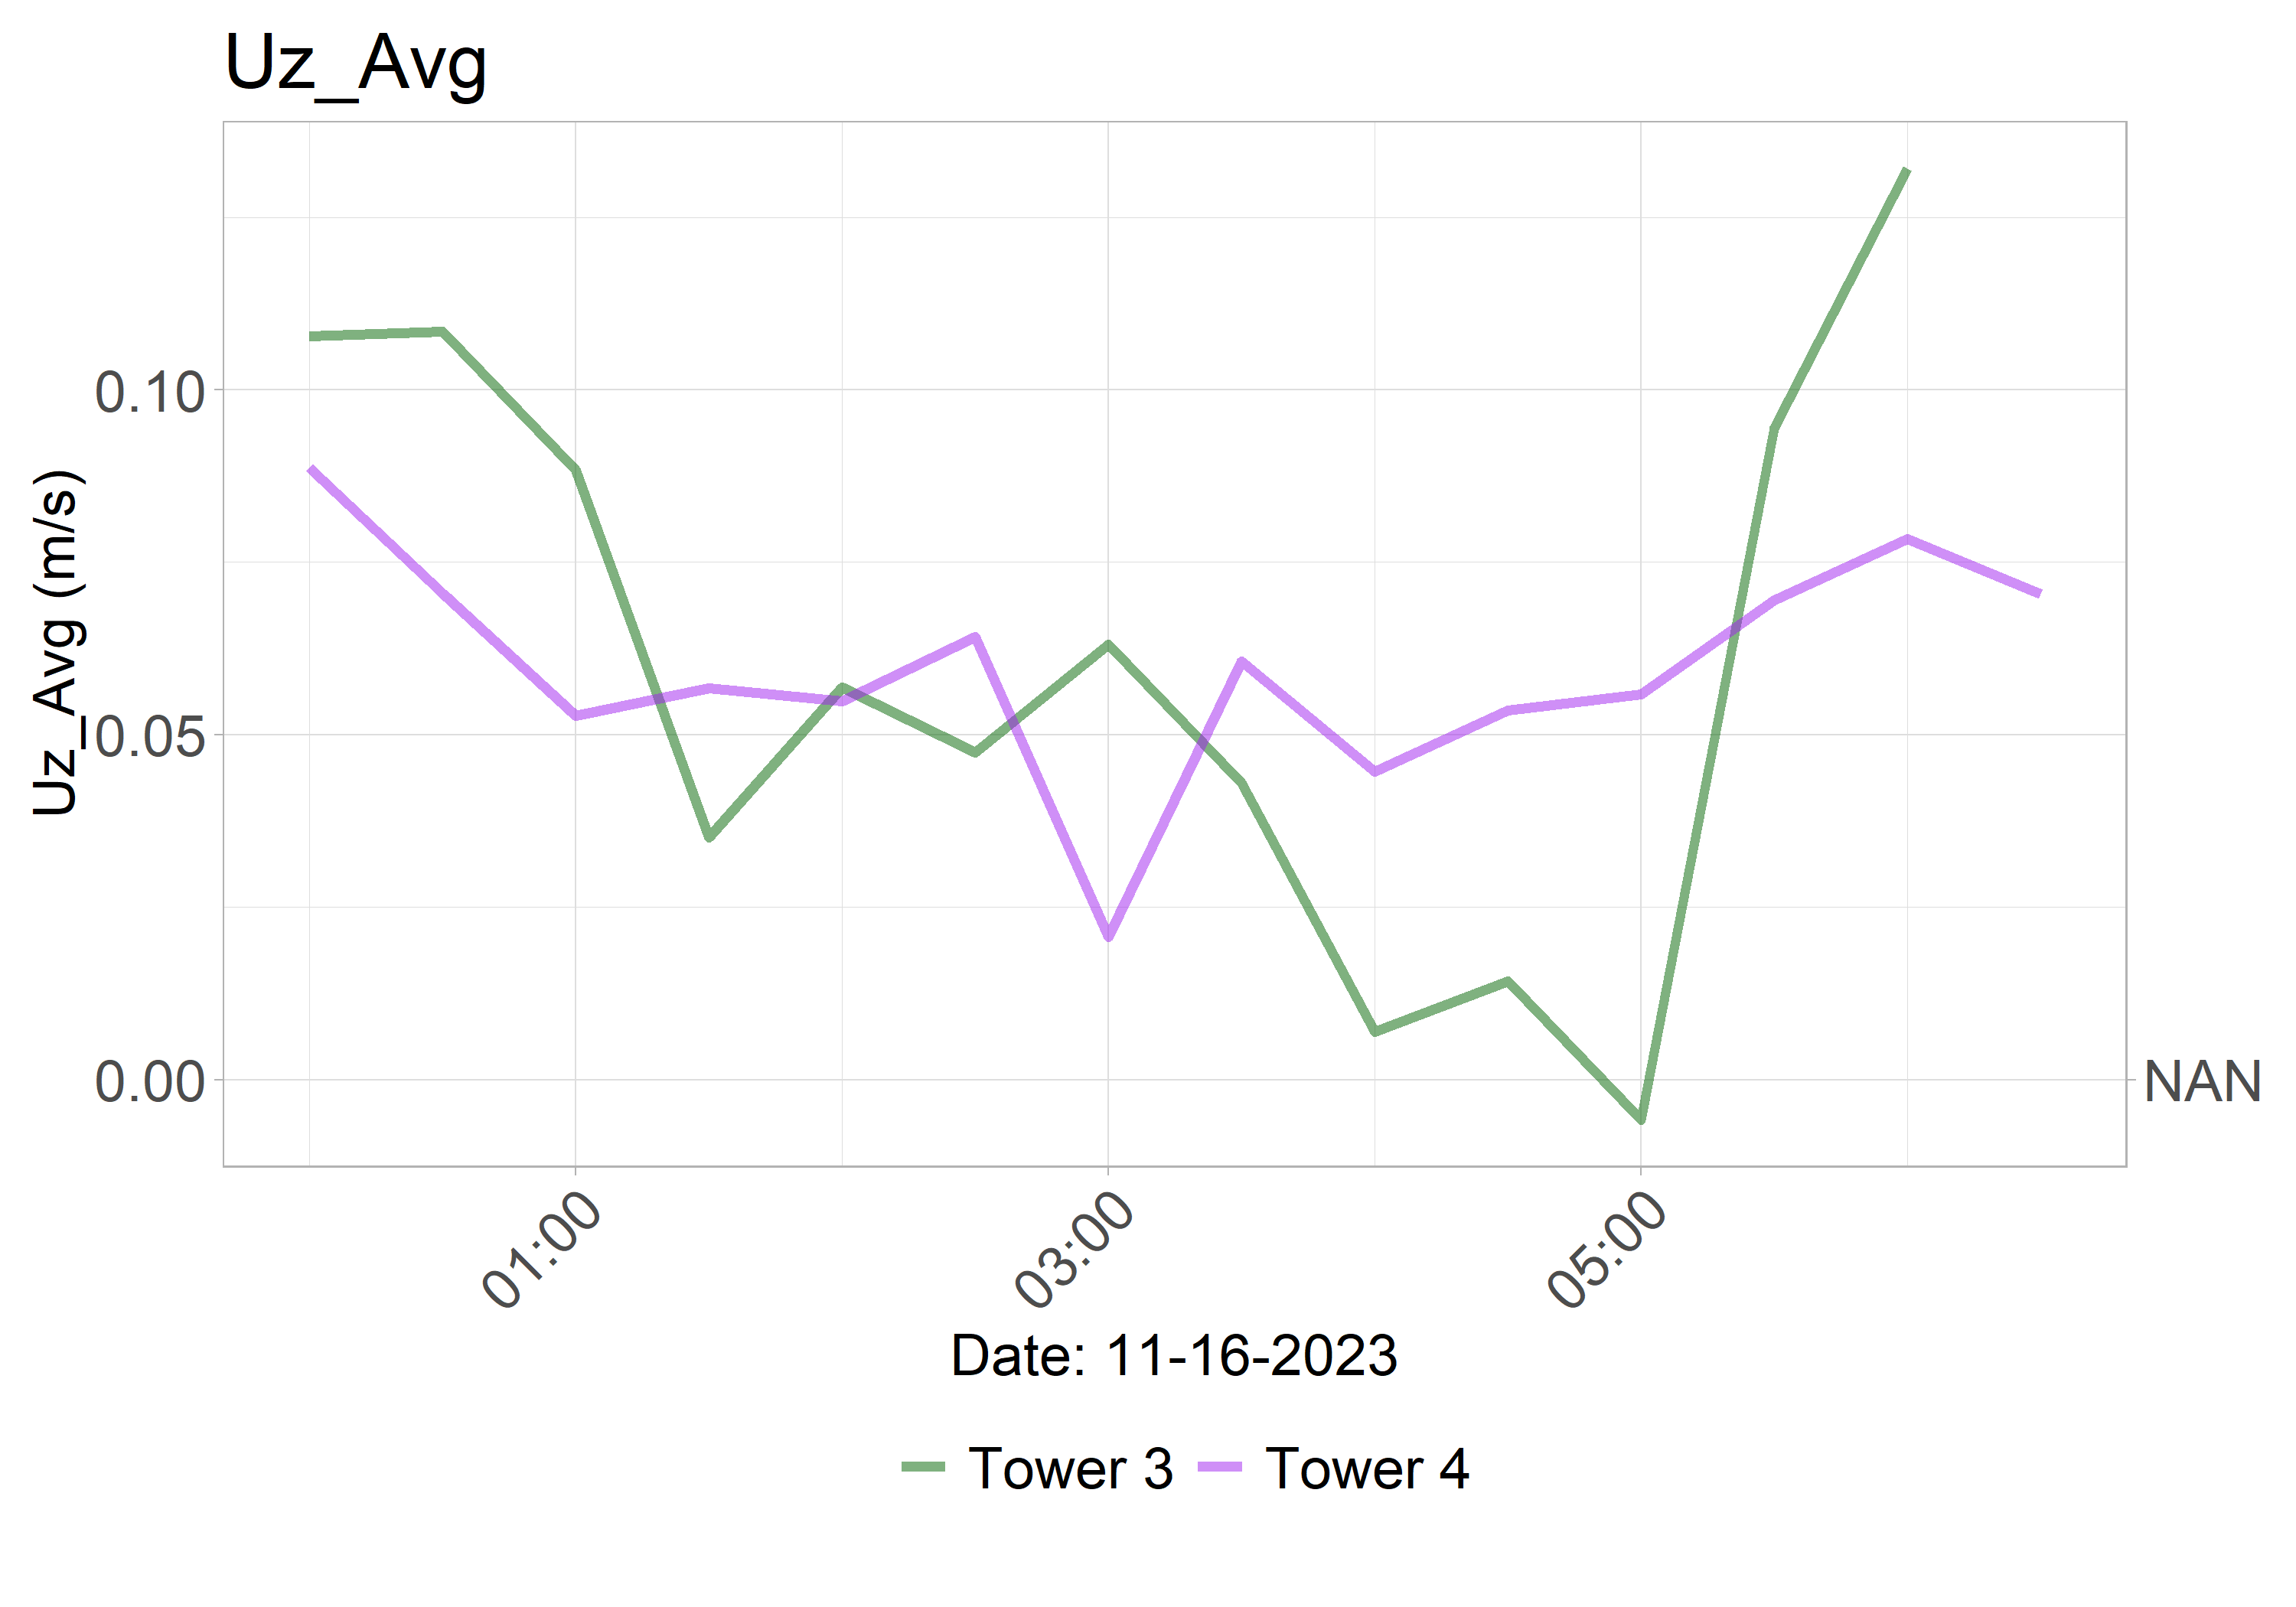 Uz_Avg
Uz_Avg (m/s)
0.10
0.05
0.00
NAN
01:00
03:00
05:00
Date: 11-16-2023
Tower 3
Tower 4